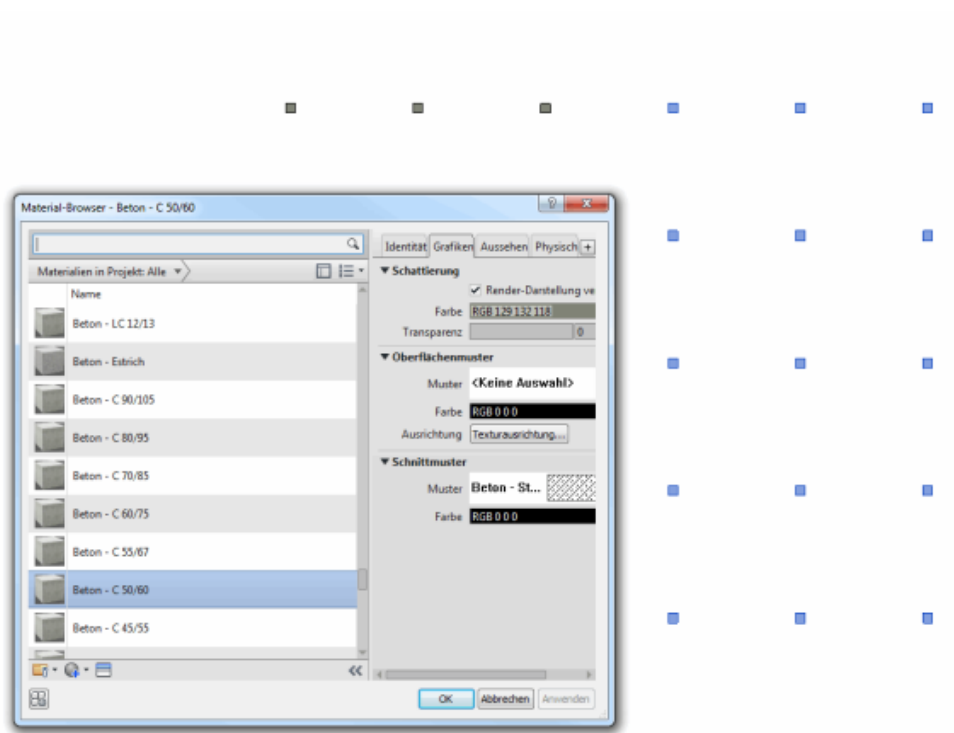 Material-Browser - Beton - C 50/60
Identität Grafiken Aussehen Physisch
Materialien in Projekt: Alle
Name
Beton - LC 12/13
Beton - Estrich
Beton - C 90/105
Beton - C 80/95
Beton - C 70/85
Beton - C 60/75
Beton - C 55/67
Beton - C 50/60
Beton - C 45/55
Schattierung
Render-Darstellung ve
Farbe RGB 129 132 118
Transparenz 0
Oberflächenmuster
Muster <Keine Auswahl>
Farbe RGB 0 0 0
Ausrichtung Texturausrichtung...
Schnittmuster
Muster Beton - St...
Farbe RGB 0 0 0
OK Abbrechen Anwenden